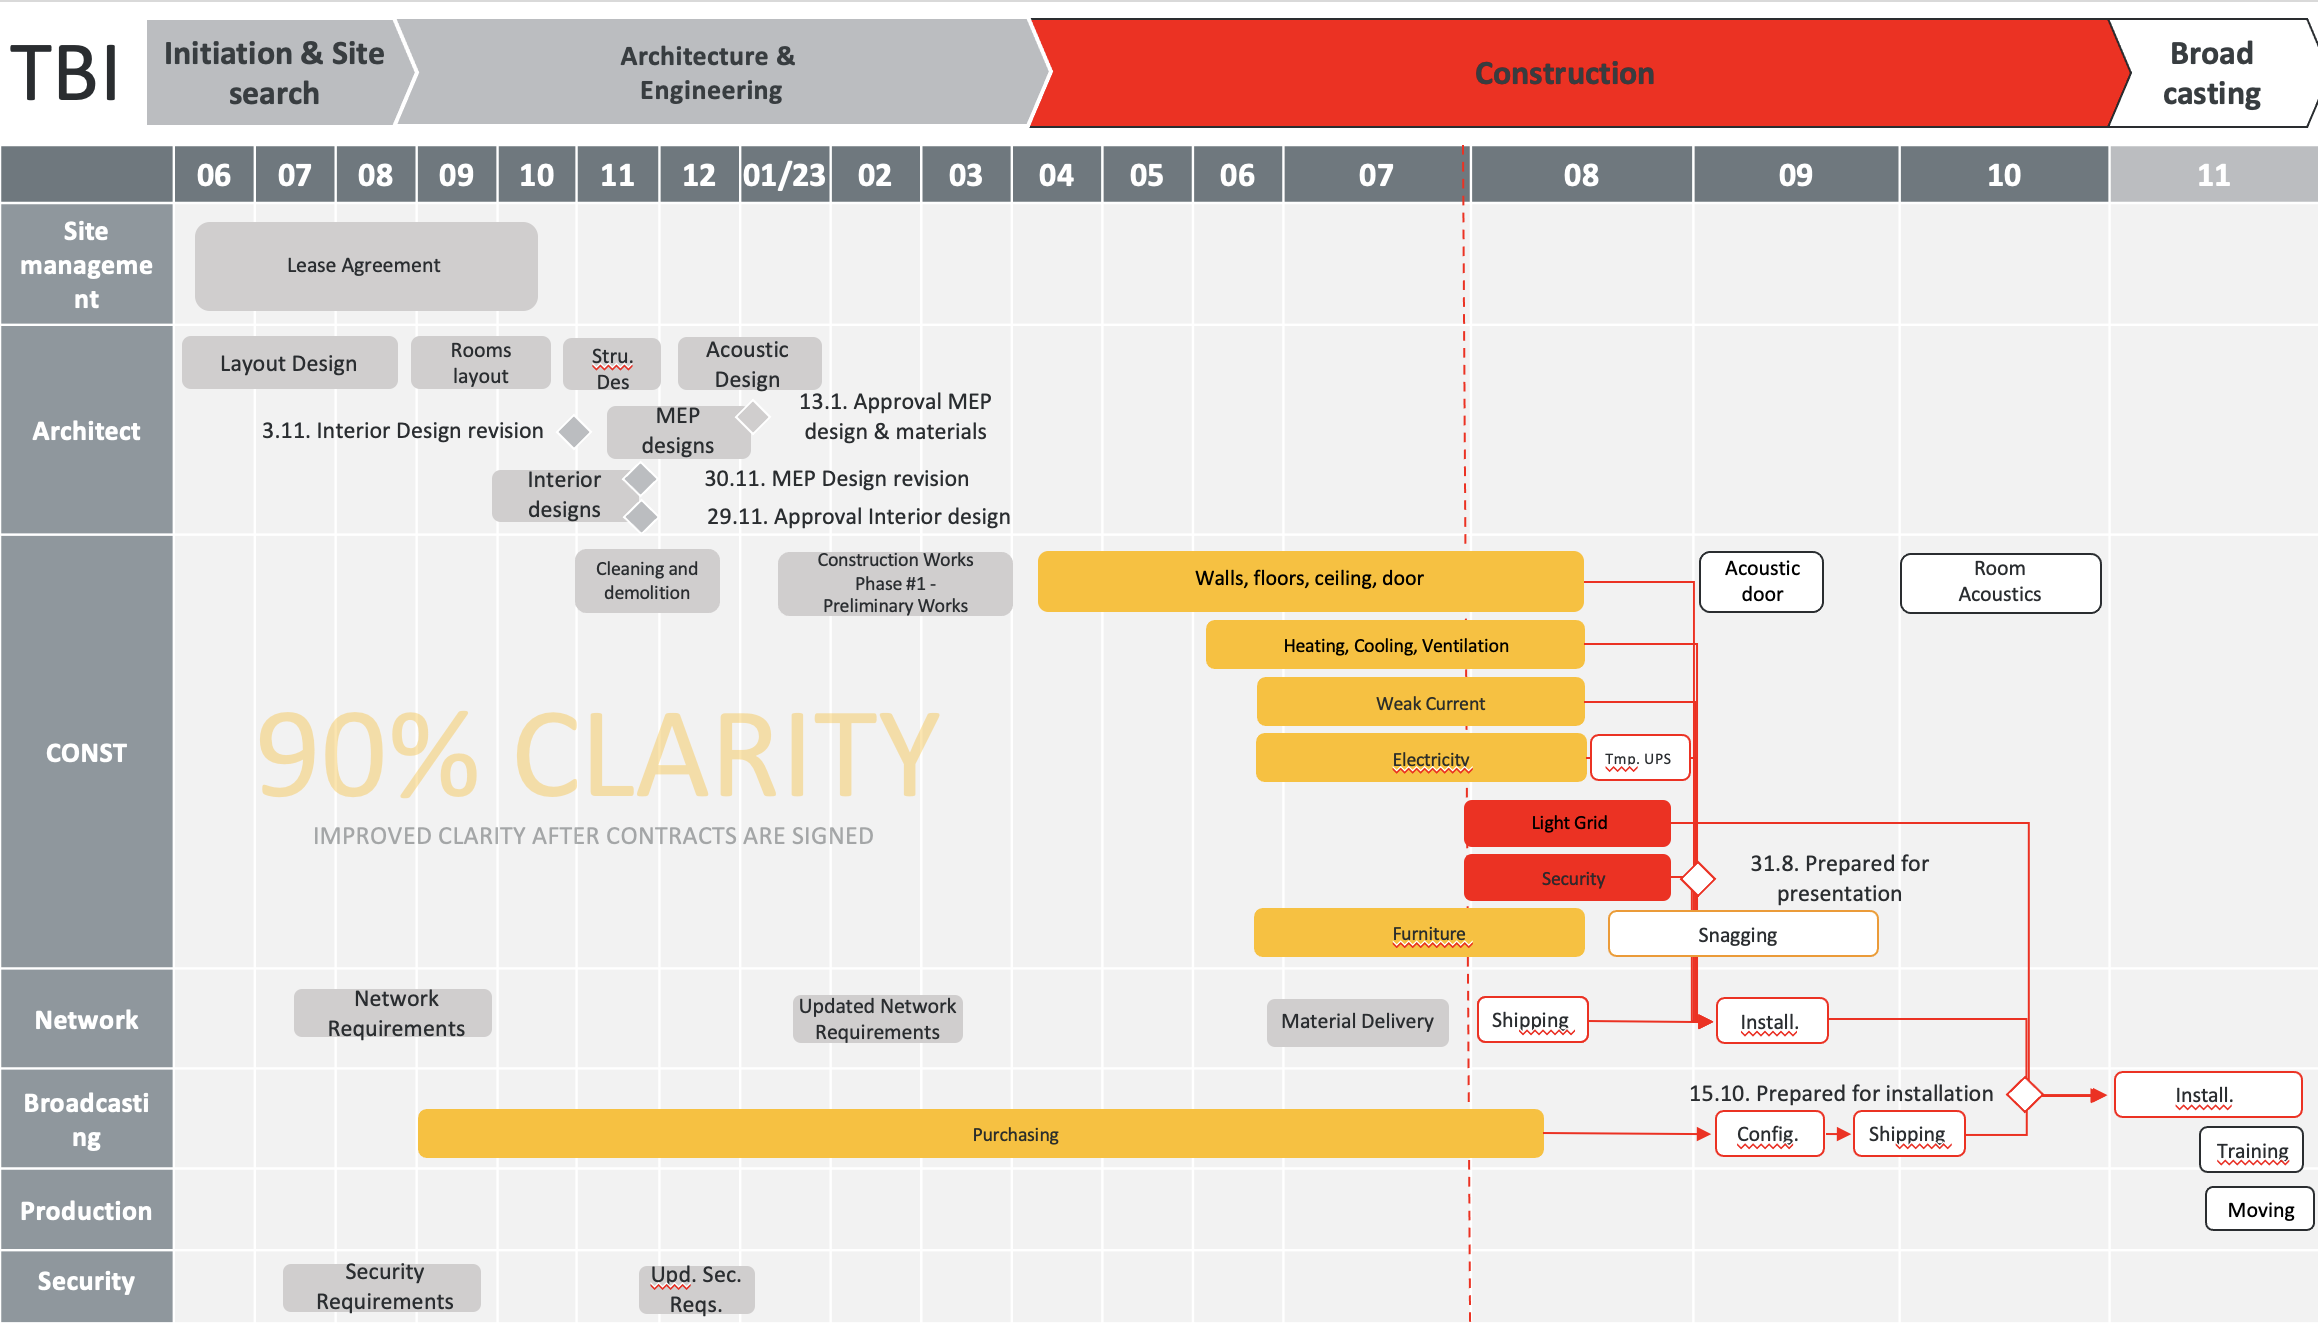 TBI
Initiation & Site
search
Architecture &
Engineering
Construction
Broad
casting
06 07 08 09 10 11 12 01/23 02 03 04 05 06 07 08 09 10 11
Site
manageme
nt
Lease Agreement
Architect
Layout Design
Rooms
layout
Stru.
Des
Acoustic
Design
3.11. Interior Design revision
MEP
designs
13.1. Approval MEP
design & materials
Interior
designs
30.11. MEP Design revision
29.11. Approval Interior design
CONST
Cleaning and
demolition
Construction Works
Phase #1 -
Preliminary Works
Walls, floors, ceiling, door
Acoustic
door
Room
Acoustics
Heating, Cooling, Ventilation
Weak Current
90% CLARITY
IMPROVED CLARITY AFTER CONTRACTS ARE SIGNED
Electricity
Tmp. UPS
Light Grid
Security
31.8. Prepared for
presentation
Furniture
Snagging
Network
Network
Requirements
Updated Network
Requirements
Material Delivery
Shipping
Install.
Broadcasti
ng
Purchasing
15.10. Prepared for installation
Config.
Shipping
Install.
Training
Production
Moving
Security
Security
Requirements
Upd. Sec.
Reqs.